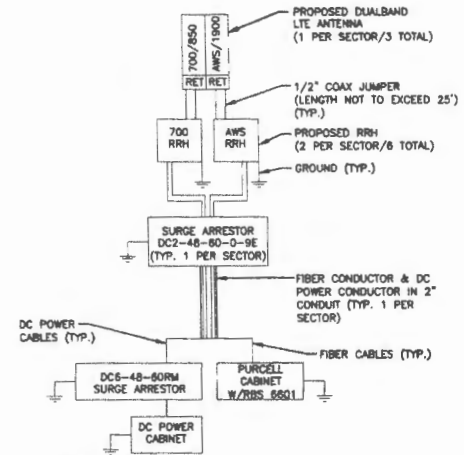 PROPOSED DUALBAND
LTE ANTENNA
(1 PER SECTOR/3 TOTAL)
700/850
AWS/1900
RET
RET
1/2" COAX JUMPER
(LENGTH NOT TO EXCEED 25')
(TYP.)
700
RRH
AWS
RRH
PROPOSED RRH
(2 PER SECTOR/6 TOTAL)
GROUND (TYP.)
SURGE ARRESTOR
DC2-48-60-0-9E
(TYP. 1 PER SECTOR)
FIBER CONDUCTOR & DC
POWER CONDUCTOR IN 2"
CONDUIT (TYP. 1 PER
SECTOR)
DC POWER
CABLES (TYP.)
FIBER CABLES (TYP.)
DC6-48-60RM
SURGE ARRESTOR
PURCELL
CABINET
W/RBS 6601
DC POWER
CABINET